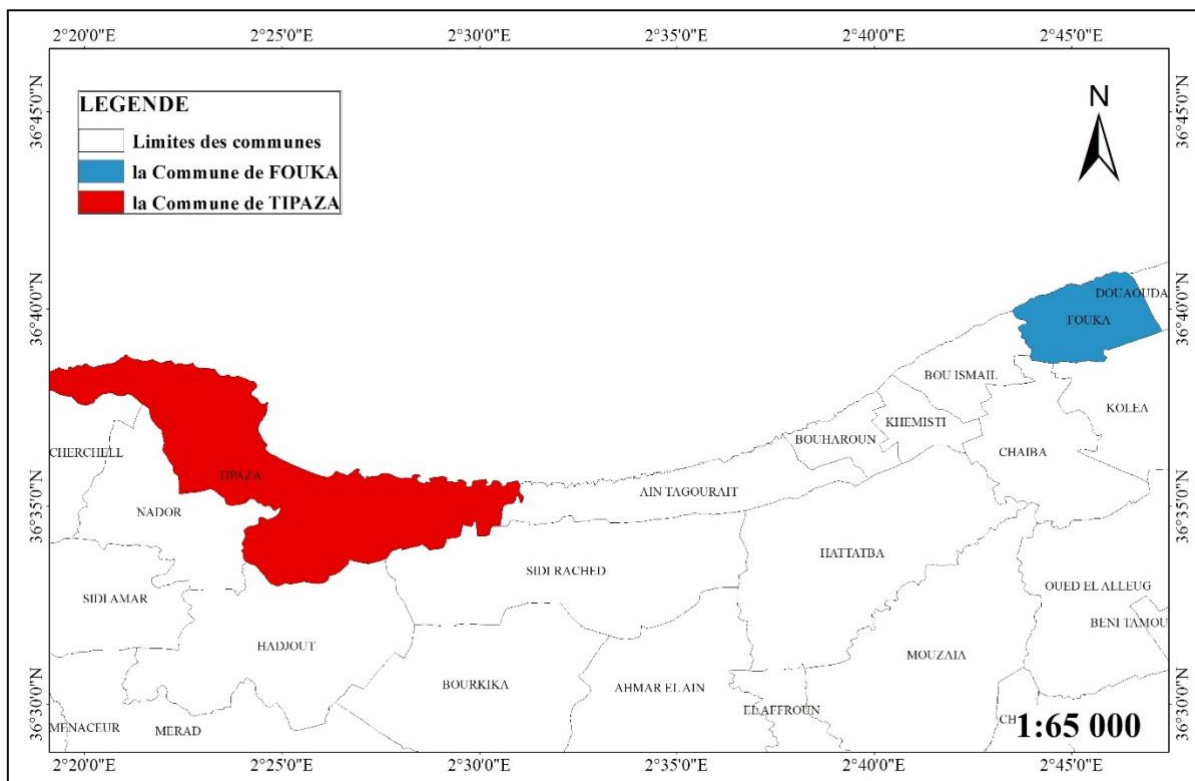 2°20'0"E 2°25'0"E 2°30'0"E 2°35'0"E 2°40'0"E 2°45'0"E
36°45'0"N 36°45'0"N
LEGENDE
Limites des communes
la Commune de FOUKA
la Commune de TIPAZA
N
36°40'0"N 36°40'0"N
DOUAOUDA
FOUKA
BOU ISMAIL
KOLEA
KHEMISTI
BOUHAROUN
CHERCHELL
CHAIBA
TIPAZA
AIN TAGOURAIT
36°35'0"N 36°35'0"N
NADOR
HATTATBA
SIDI RACHED
OUED EL ALLEUG
SIDI AMAR
BENI TAMOU
HADJOUT
MOUZAIA
BOURKIKA
AHMAR EL AIN
36°30'0"N 36°30'0"N
EL AFFROUN
CH
MENACEUR
MERAD
1:65 000
2°20'0"E 2°25'0"E 2°30'0"E 2°35'0"E 2°40'0"E 2°45'0"E